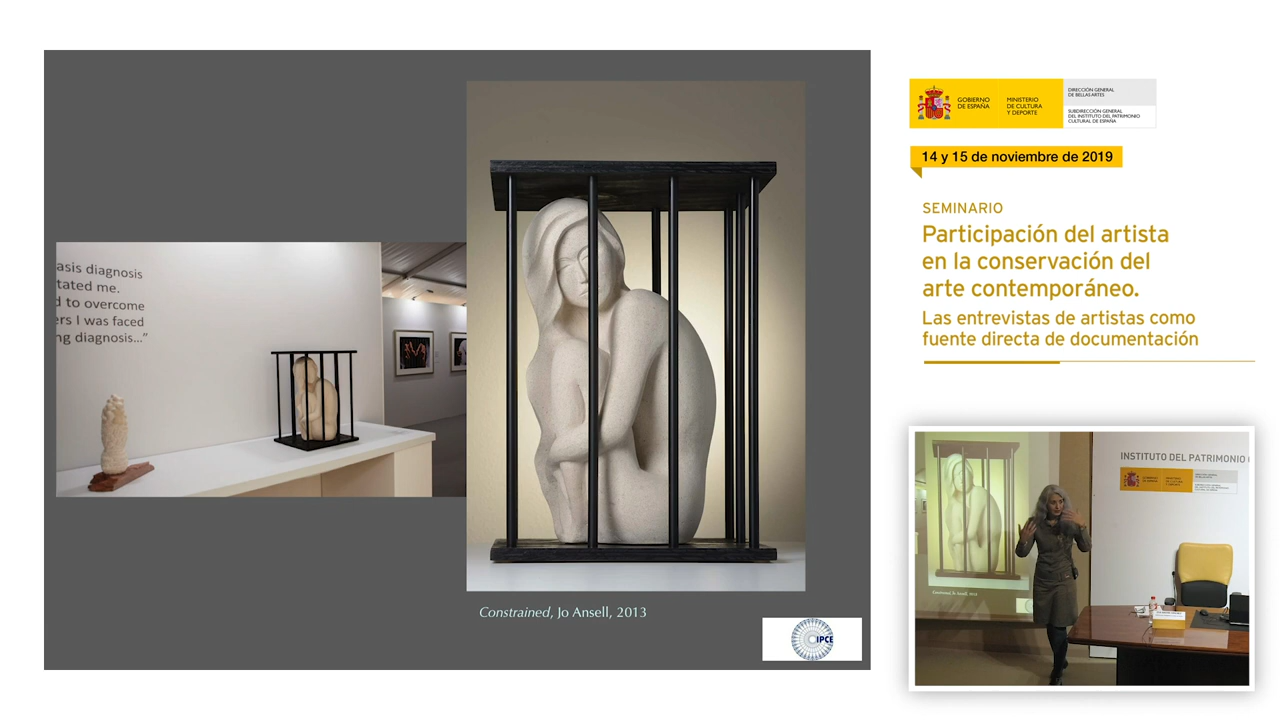 asis diagnosis
tated me.
d to overcome
ers I was faced
ng diagnosis..."
Constrained, Jo Ansell, 2013
IPCE
GOBIERNO
DE ESPAÑA
MINISTERIO
DE CULTURA
Y DEPORTE
DIRECCIÓN GENERAL
DE BELLAS ARTES
SUBDIRECCIÓN GENERAL
DEL INSTITUTO DEL PATRIMONIO
CULTURAL DE ESPAÑA
14 y 15 de noviembre de 2019
SEMINARIO
Participación del artista
en la conservación del
arte contemporáneo.
Las entrevistas de artistas como
fuente directa de documentación
INSTITUTO DEL PATRIMONIO
Constrained, Jo Ansell, 2013